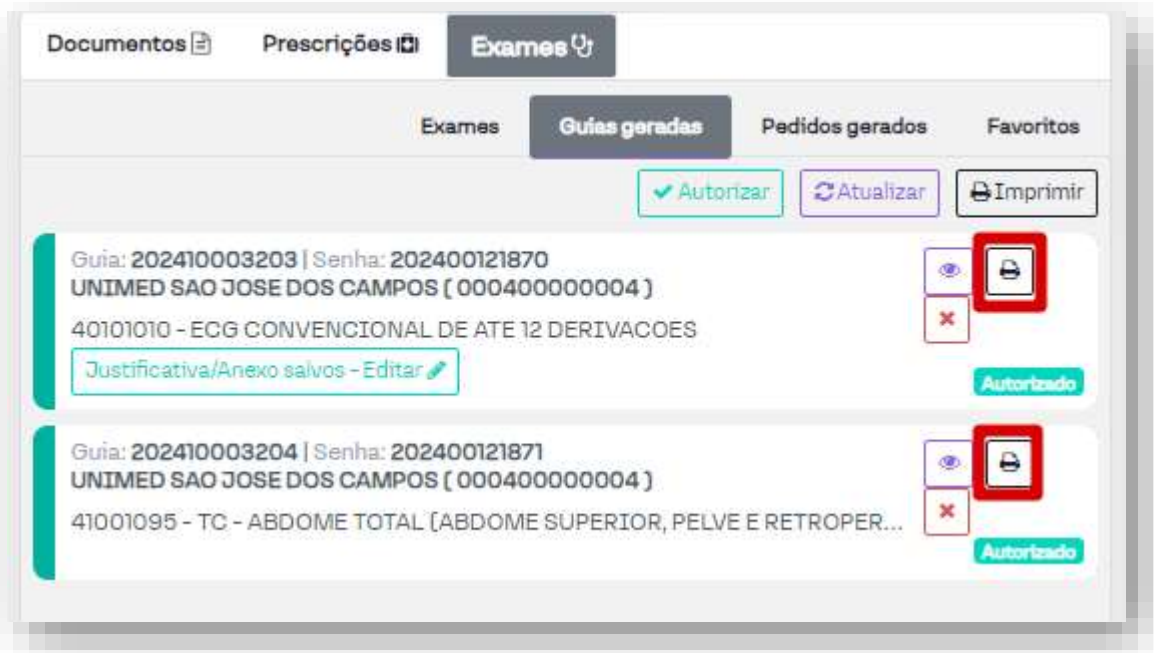 Documentos Prescrições Exames
Exames Guias geradas Pedidos gerados Favoritos
Autorizar Atualizar Imprimir
Guia: 202410003203 | Senha: 202400121870
UNIMED SAO JOSE DOS CAMPOS ( 000400000004 )
40101010 - ECG CONVENCIONAL DE ATE 12 DERIVACOES
Justificativa/Anexo salvos - Editar
Autorizado
Guia: 202410003204 | Senha: 202400121871
UNIMED SAO JOSE DOS CAMPOS ( 000400000004 )
41001095 - TC - ABDOME TOTAL (ABDOME SUPERIOR, PELVE E RETROPER...
Autorizado